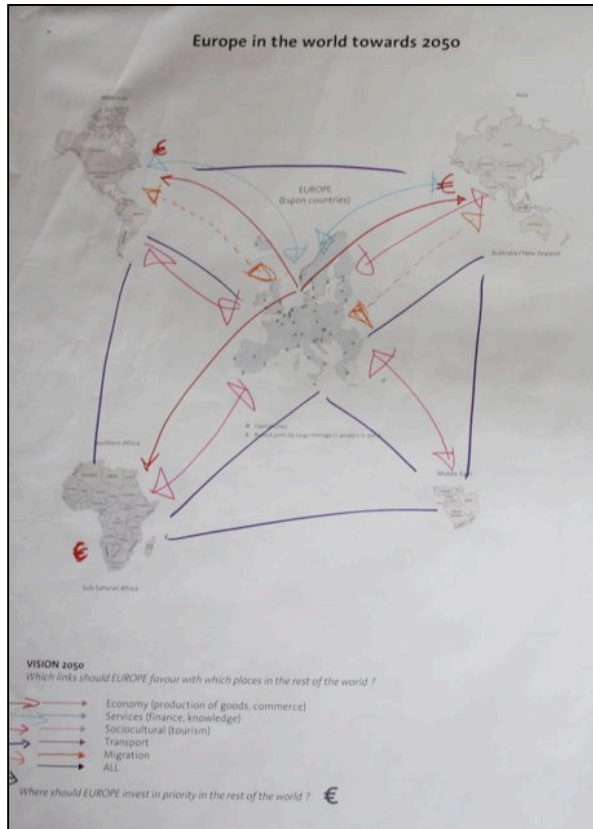 Europe in the world towards 2050
Americas
Asia
€
€
EUROPE
(Espon countries)
Australia / New Zealand
Northern Africa
Middle East
€
Sub-Saharan Africa
VISION 2050
Which links should EUROPE favour with which places in the rest of the world ?
Economy (production of goods, commerce)
Services (finance, knowledge)
Sociocultural (tourism)
Transport
Migration
ALL
Where should EUROPE invest in priority in the rest of the world ? €